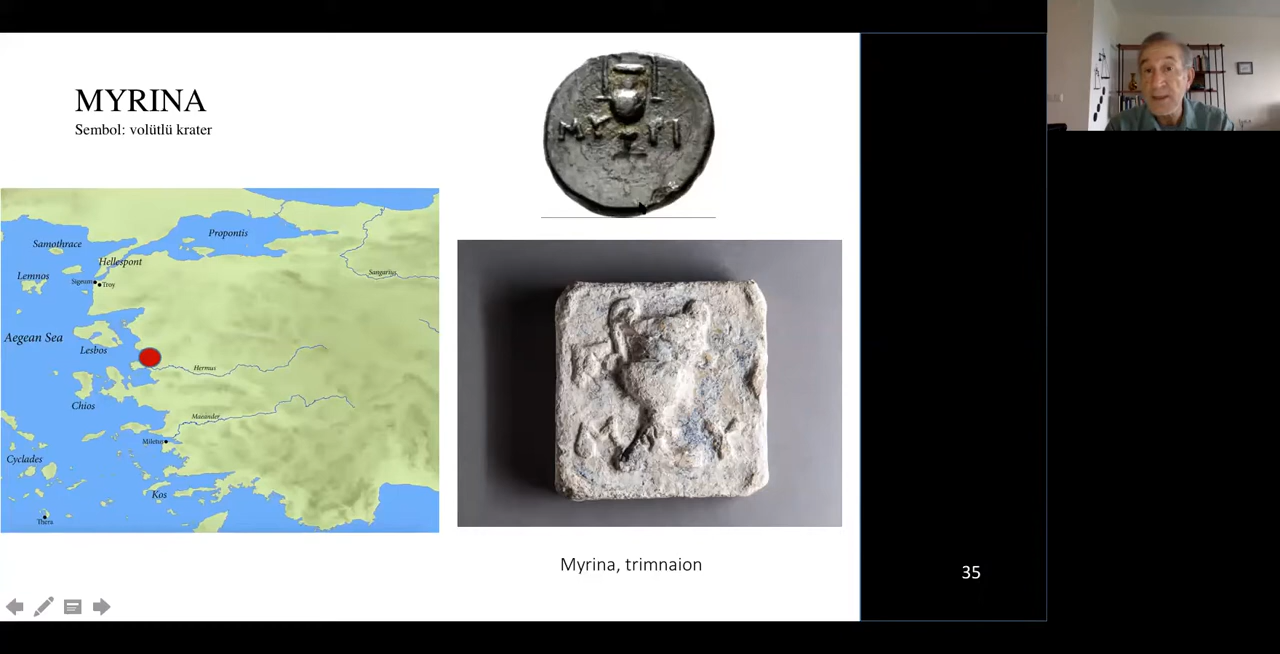 MYRINA
Sembol: volütlü krater
Samothrace
Propontis
Hellespont
Lemnos
Sigeum
Troy
Sangarius
Aegean Sea
Lesbos
Hermus
Chios
Maeander
Miletus
Cyclades
Kos
Thera
Myrina, trimnaion
35